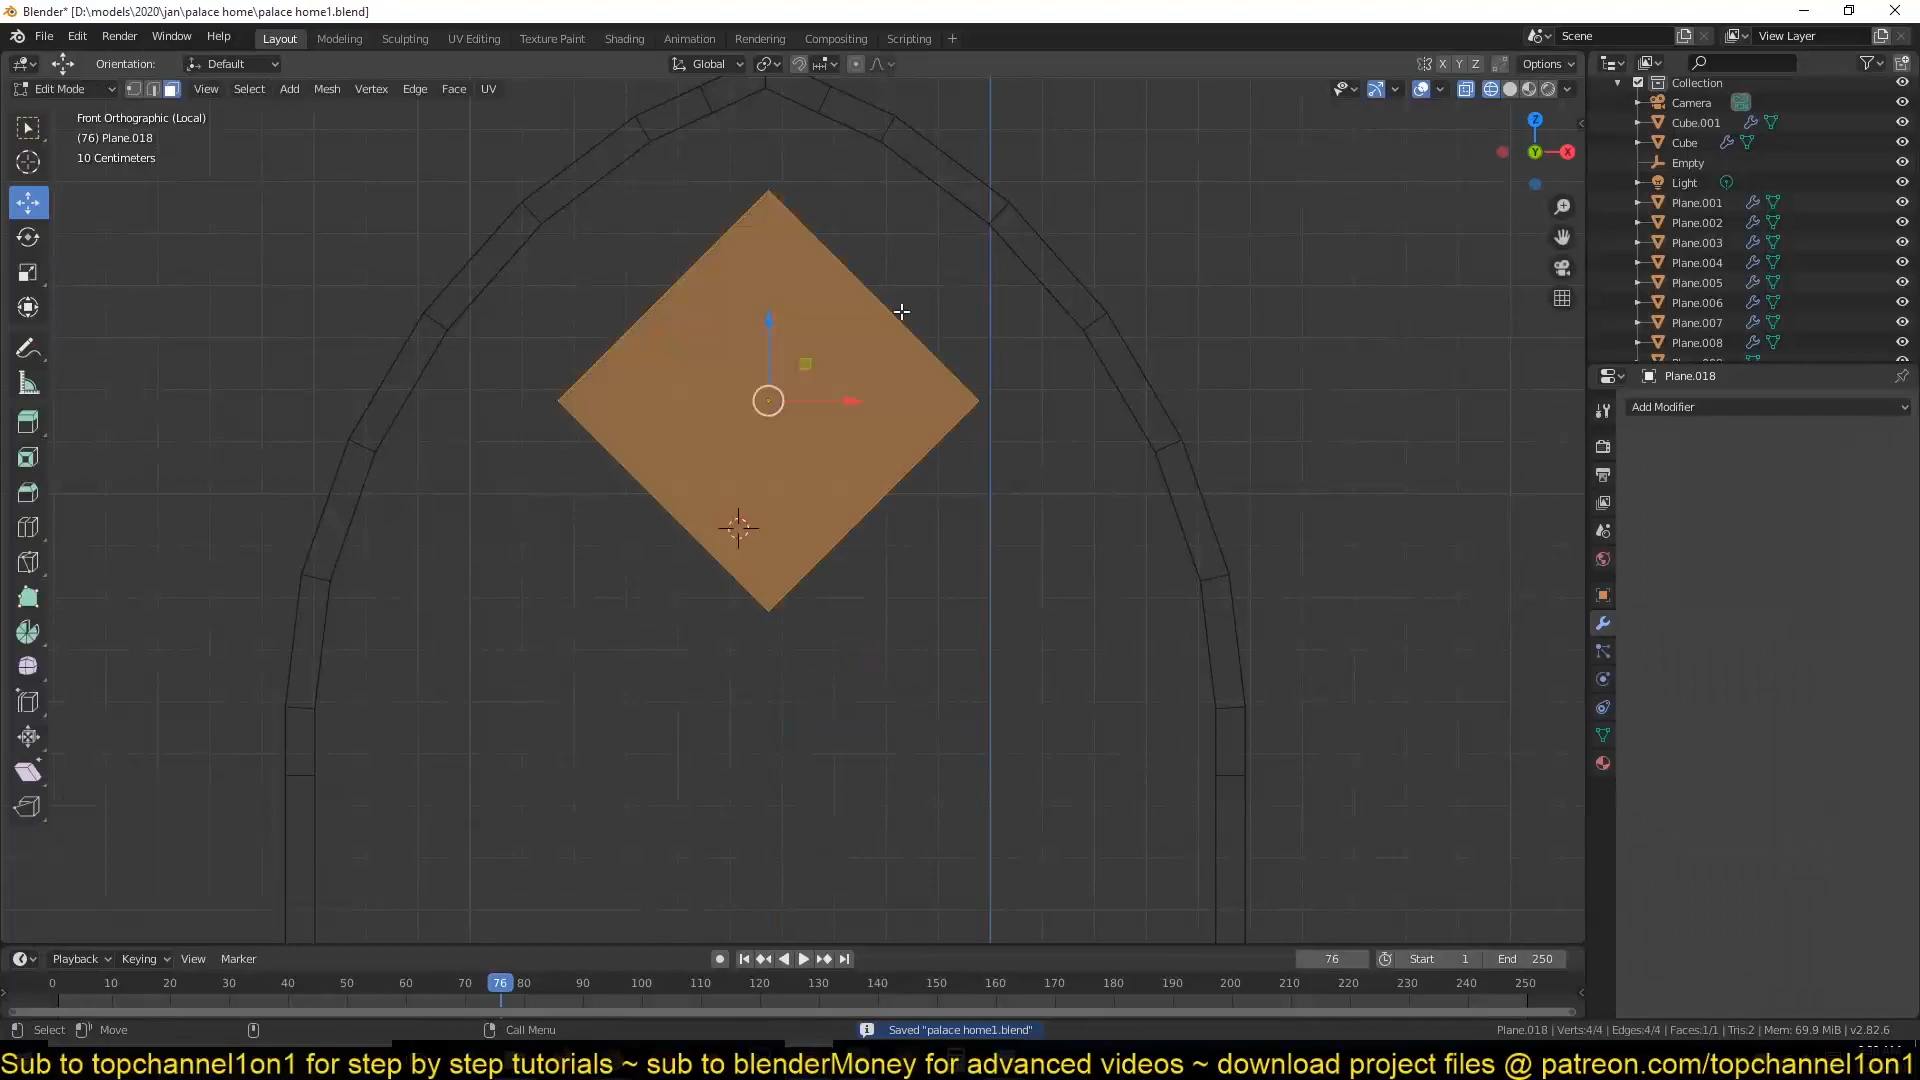 Blender* [D:\models\2020\jan\palace home\palace home1.blend]
File Edit Render Window Help Layout Modeling Sculpting UV Editing Texture Paint Shading Animation Rendering Compositing Scripting + Scene View Layer
Orientation: Default Global X Y Z Options
Edit Mode View Select Add Mesh Vertex Edge Face UV
Front Orthographic (Local)
(76) Plane.018
10 Centimeters
Z
Y
X
Collection
Camera
Cube.001
Cube
Empty
Light
Plane.001
Plane.002
Plane.003
Plane.004
Plane.005
Plane.006
Plane.007
Plane.008
Plane.018
Add Modifier
Playback Keying View Marker 76 Start 1 End 250
0 10 20 30 40 50 60 70 76 80 90 100 110 120 130 140 150 160 170 180 190 200 210 220 230 240 250
Select Move Call Menu Saved "palace home1.blend" Plane.018 | Verts:4/4 | Edges:4/4 | Faces:1/1 | Tris:2 | Mem: 69.9 MiB | v2.82.6
Sub to topchannel1on1 for step by step tutorials ~ sub to blenderMoney for advanced videos ~ download project files @ patreon.com/topchannel1on1